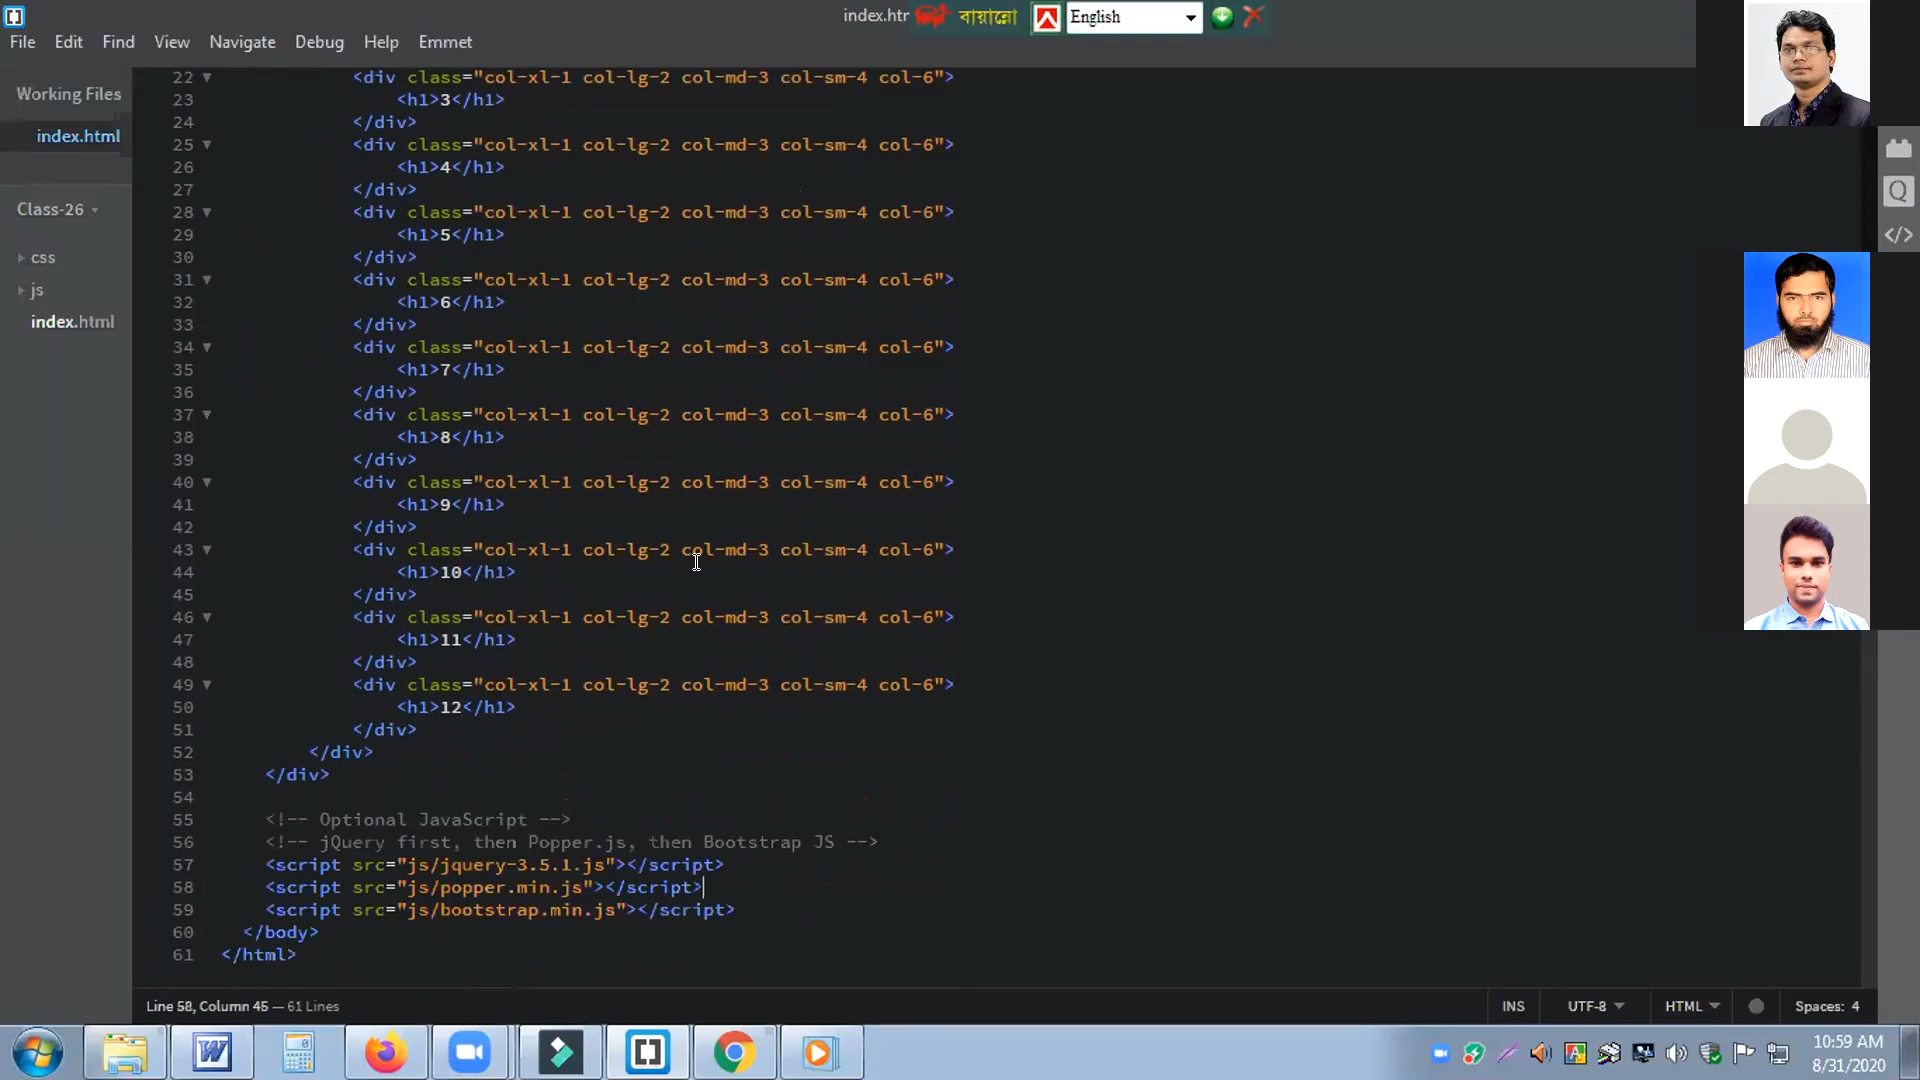 index.htr
বায়ান্নো
English
File Edit Find View Navigate Debug Help Emmet
Working Files
index.html
Class-26
css
js
index.html
22 <div class="col-xl-1 col-lg-2 col-md-3 col-sm-4 col-6">
23 <h1>3</h1>
24 </div>
25 <div class="col-xl-1 col-lg-2 col-md-3 col-sm-4 col-6">
26 <h1>4</h1>
27 </div>
28 <div class="col-xl-1 col-lg-2 col-md-3 col-sm-4 col-6">
29 <h1>5</h1>
30 </div>
31 <div class="col-xl-1 col-lg-2 col-md-3 col-sm-4 col-6">
32 <h1>6</h1>
33 </div>
34 <div class="col-xl-1 col-lg-2 col-md-3 col-sm-4 col-6">
35 <h1>7</h1>
36 </div>
37 <div class="col-xl-1 col-lg-2 col-md-3 col-sm-4 col-6">
38 <h1>8</h1>
39 </div>
40 <div class="col-xl-1 col-lg-2 col-md-3 col-sm-4 col-6">
41 <h1>9</h1>
42 </div>
43 <div class="col-xl-1 col-lg-2 col-md-3 col-sm-4 col-6">
44 <h1>10</h1>
45 </div>
46 <div class="col-xl-1 col-lg-2 col-md-3 col-sm-4 col-6">
47 <h1>11</h1>
48 </div>
49 <div class="col-xl-1 col-lg-2 col-md-3 col-sm-4 col-6">
50 <h1>12</h1>
51 </div>
52 </div>
53 </div>
54
55 <!-- Optional JavaScript -->
56 <!-- jQuery first, then Popper.js, then Bootstrap JS -->
57 <script src="js/jquery-3.5.1.js"></script>
58 <script src="js/popper.min.js"></script>
59 <script src="js/bootstrap.min.js"></script>
60 </body>
61 </html>
Line 58, Column 45 — 61 Lines
INS UTF-8 HTML Spaces: 4
10:59 AM
8/31/2020